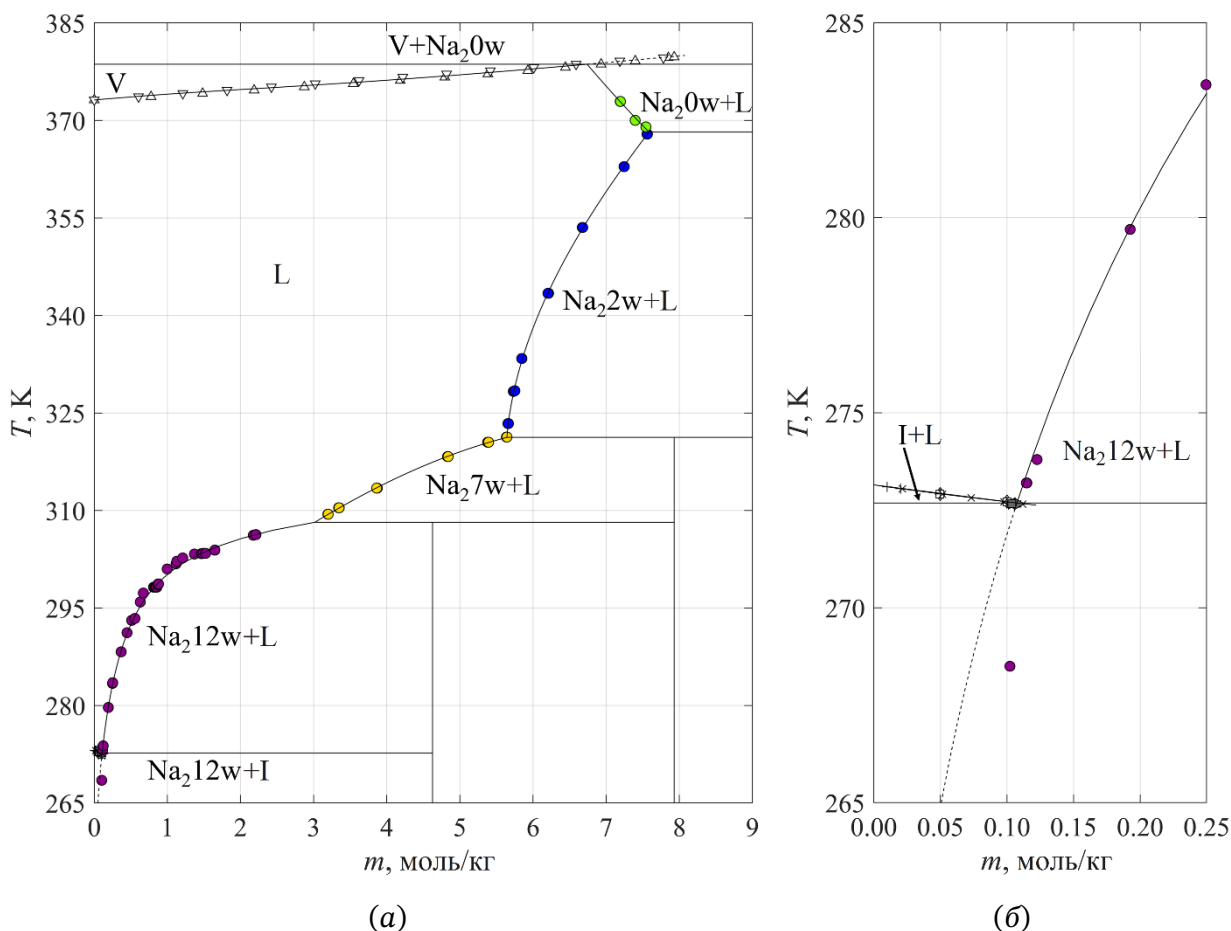 385
370
355
340
325
310
295
280
265
T, К
V+Na₂0w
V
Na₂0w+L
L
Na₂2w+L
Na₂7w+L
Na₂12w+L
Na₂12w+I
0 1 2 3 4 5 6 7 8 9
m, моль/кг
(а)
285
280
275
270
265
T, К
I+L
Na₂12w+L
0.00 0.05 0.10 0.15 0.20 0.25
m, моль/кг
(б)